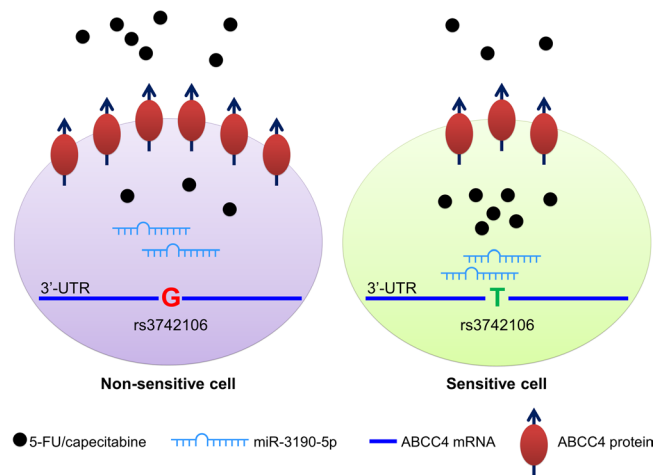 3'-UTR
G
rs3742106
Non-sensitive cell
3'-UTR
T
rs3742106
Sensitive cell
5-FU/capecitabine
miR-3190-5p
ABCC4 mRNA
ABCC4 protein